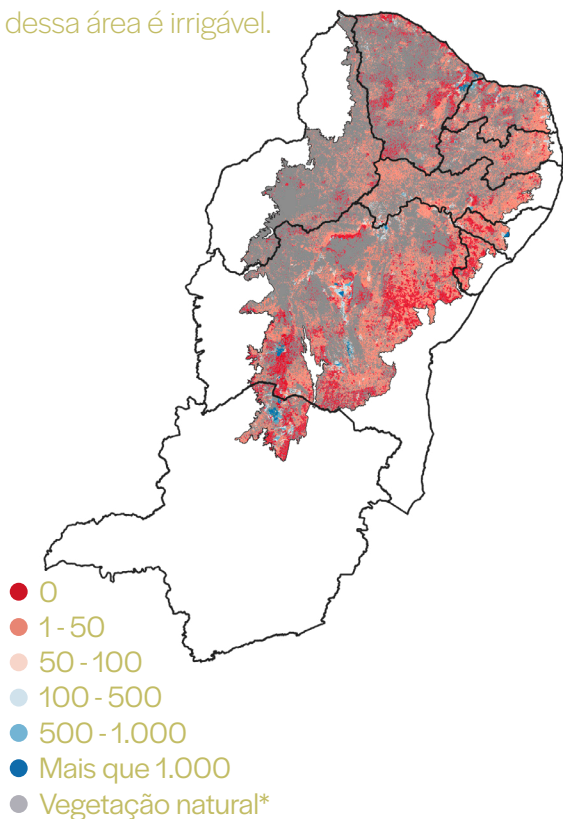 dessa área é irrigável.
0
1 - 50
50 - 100
100 - 500
500 - 1.000
Mais que 1.000
Vegetação natural*